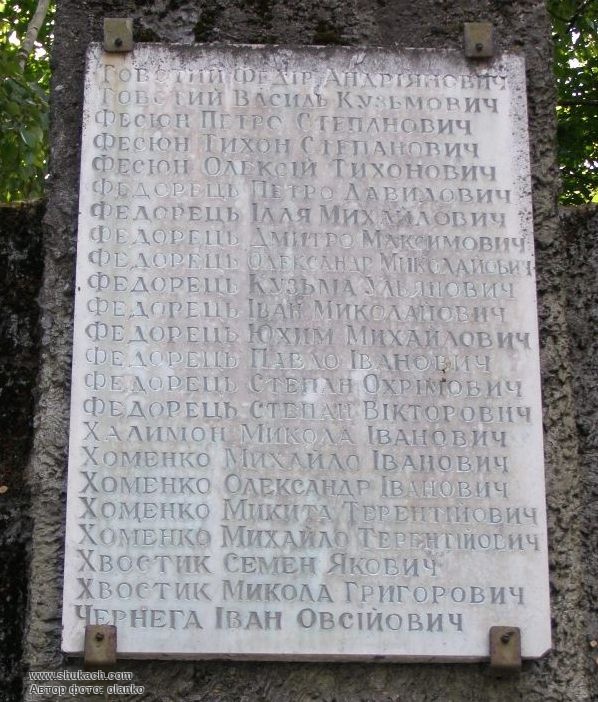 Товстий Федір Андріянович
Товстий Василь Кузьмович
Фесюн Петро Степанович
Фесюн Тихон Степанович
Фесюн Олексій Тихонович
Федорець Петро Давидович
Федорець Ілля Михайлович
Федорець Дмитро Максимович
Федорець Олександр Миколайович
Федорець Кузьма Ульянович
Федорець Іван Миколанович
Федорець Юхим Михайлович
Федорець Павло Іванович
Федорець Степан Охрімович
Федорець Степан Вікторович
Халимон Микола Іванович
Хоменко Михайло Іванович
Хоменко Олександр Іванович
Хоменко Микита Терентійович
Хоменко Михайло Терентійович
Хвостик Семен Якович
Хвостик Микола Григорович
Чернега Іван Овсійович
www.shukach.com
Автор фото: olanko